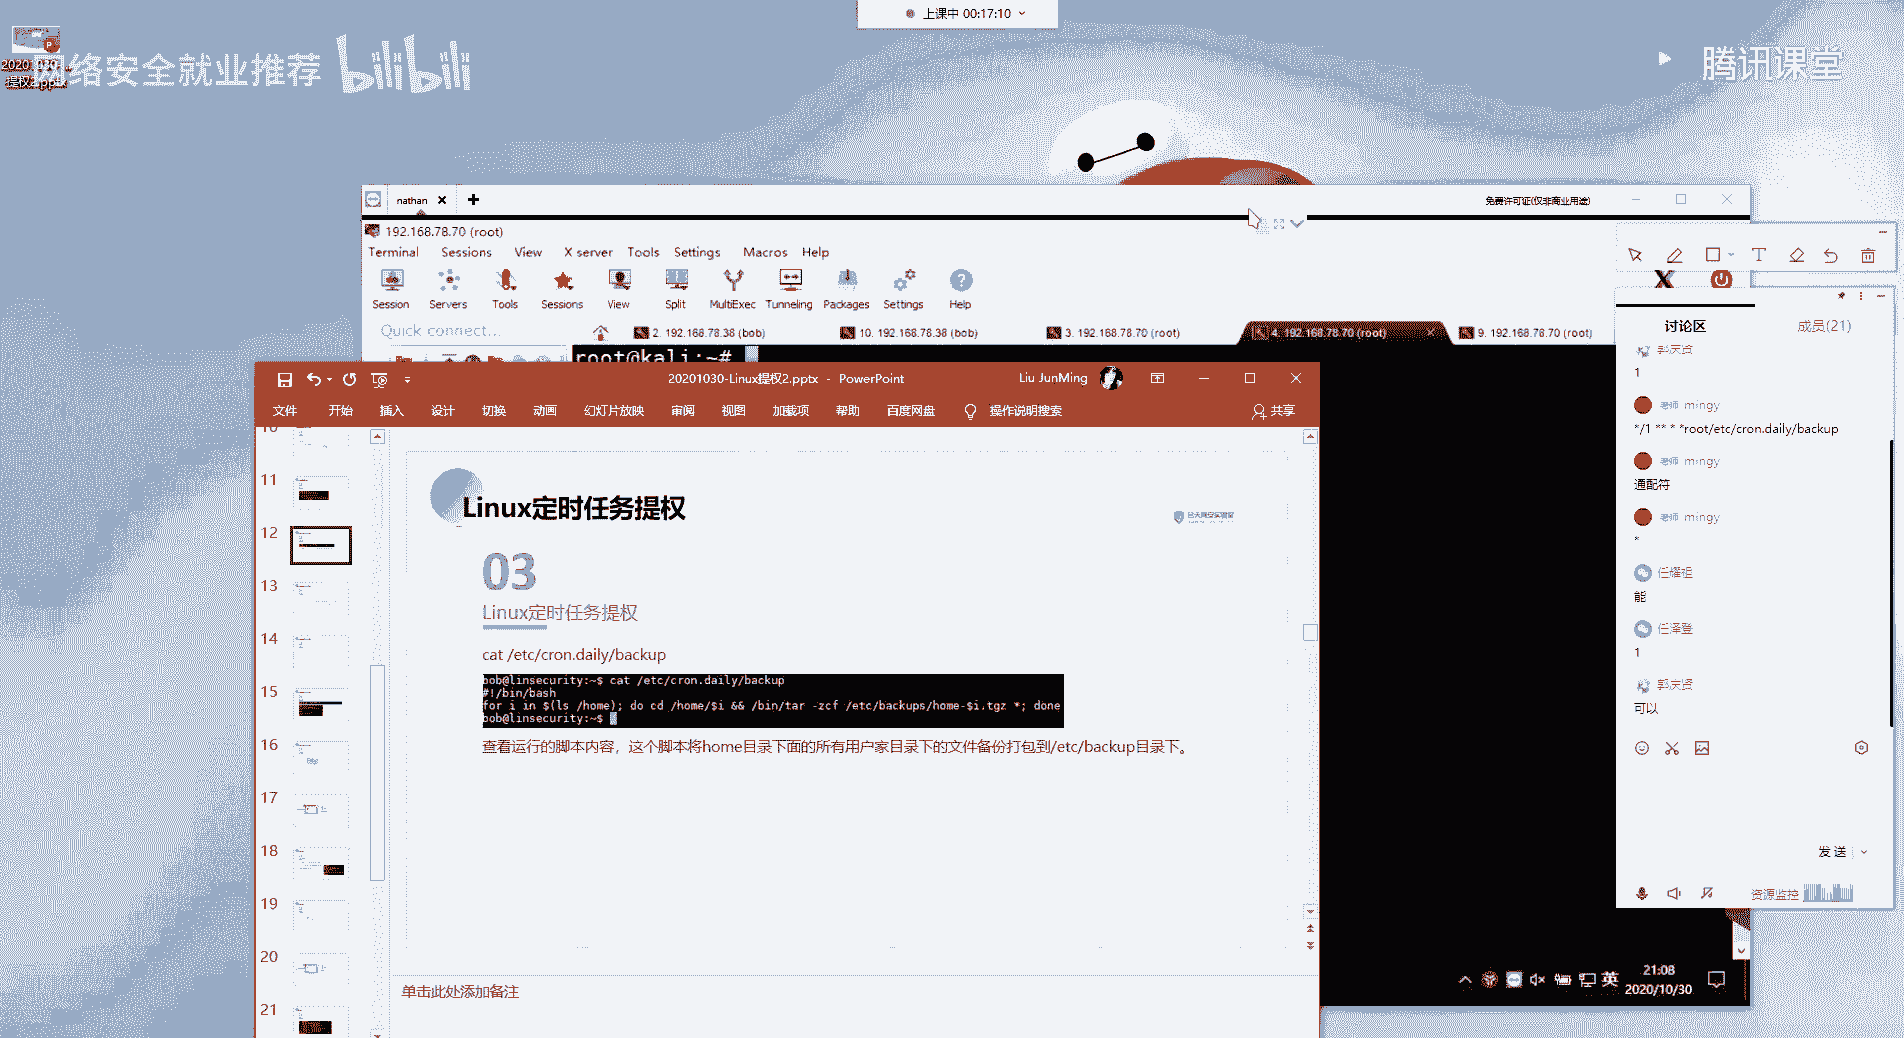 上课中 00:17:10
网络安全就业推荐 bilibili
腾讯课堂
nathan
免费许可证(仅非商业用途)
192.168.78.70 (root)
Terminal Sessions View X server Tools Settings Macros Help
Session Servers Tools Sessions View Split MultiExec Tunneling Packages Settings Help
Quick connect...
2. 192.168.78.38 (bob)
10. 192.168.78.38 (bob)
3. 192.168.78.70 (root)
4. 192.168.78.70 (root)
9. 192.168.78.70 (root)
root@kali:~#
20201030-Linux提权2.pptx - PowerPoint
Liu JunMing
文件 开始 插入 设计 切换 动画 幻灯片放映 审阅 视图 加载项 帮助 百度网盘 操作说明搜索 共享
10
11
12
13
14
15
16
17
18
19
20
21
Linux定时任务提权
03
Linux定时任务提权
cat /etc/cron.daily/backup
bob@linsecurity:~$ cat /etc/cron.daily/backup
#!/bin/bash
for i in $(ls /home); do cd /home/$i && /bin/tar -zcf /etc/backups/home-$i.tgz *; done
bob@linsecurity:~$
查看运行的脚本内容，这个脚本将home目录下面的所有用户家目录下的文件备份打包到/etc/backup目录下。
单击此处添加备注
讨论区 成员(21)
1
老师 mingy
*/1 ** * *root/etc/cron.daily/backup
老师 mingy
通配符
老师 mingy
*
任耀祖
能
任泽登
1
可以
发送
资源监控
英
21:08
2020/10/30